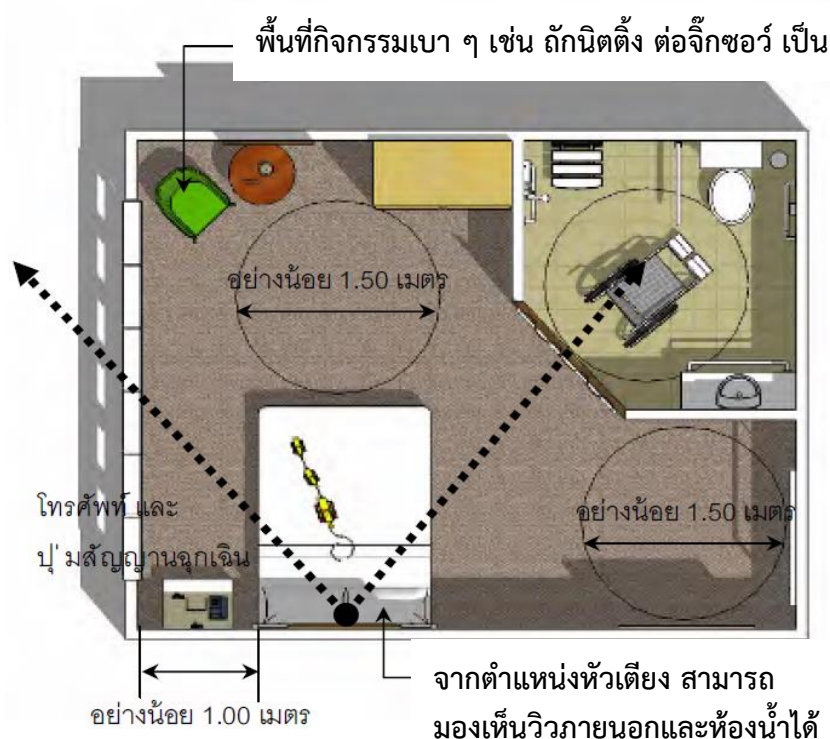 พื้นที่กิจกรรมเบา ๆ เช่น ถักนิตติ้ง ต่อจิ๊กซอว์ เป็น
อย่างน้อย 1.50 เมตร
โทรศัพท์ และ
ปุ่มสัญญานฉุกเฉิน
อย่างน้อย 1.50 เมตร
อย่างน้อย 1.00 เมตร
จากตำแหน่งหัวเตียง สามารถ
มองเห็นวิวภายนอกและห้องน้ำได้